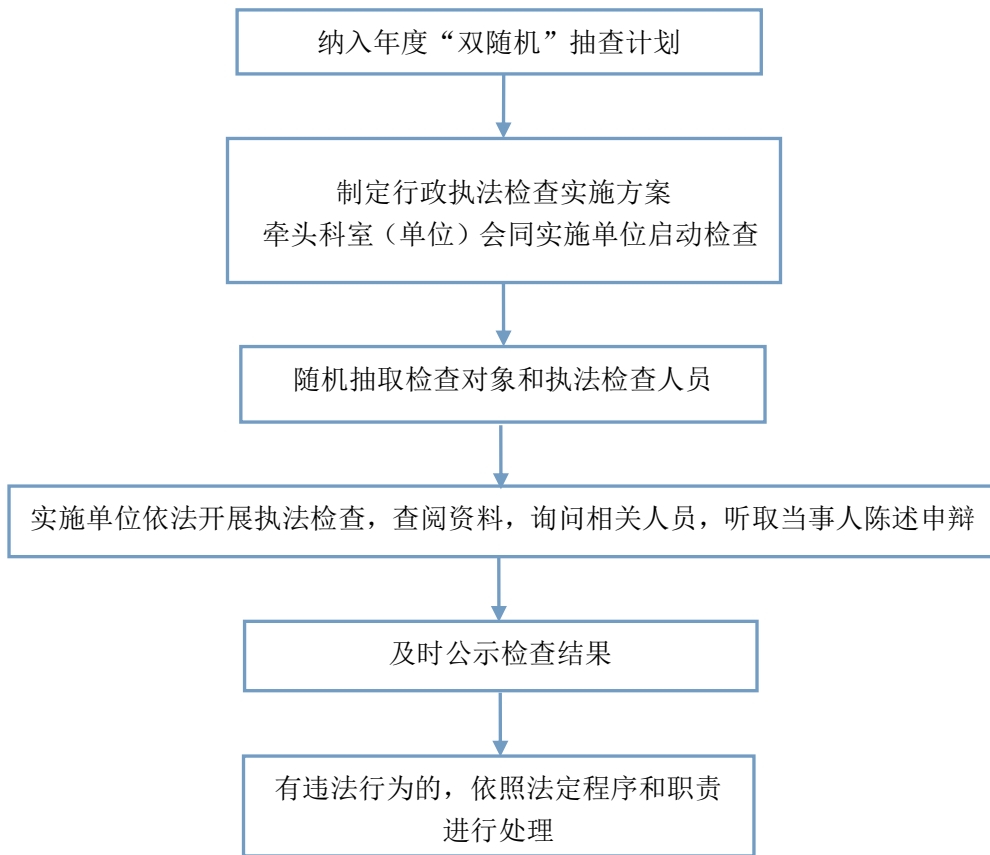 纳入年度“双随机”抽查计划
制定行政执法检查实施方案
牵头科室（单位）会同实施单位启动检查
随机抽取检查对象和执法检查人员
实施单位依法开展执法检查，查阅资料，询问相关人员，听取当事人陈述申辩
及时公示检查结果
有违法行为的，依照法定程序和职责
进行处理